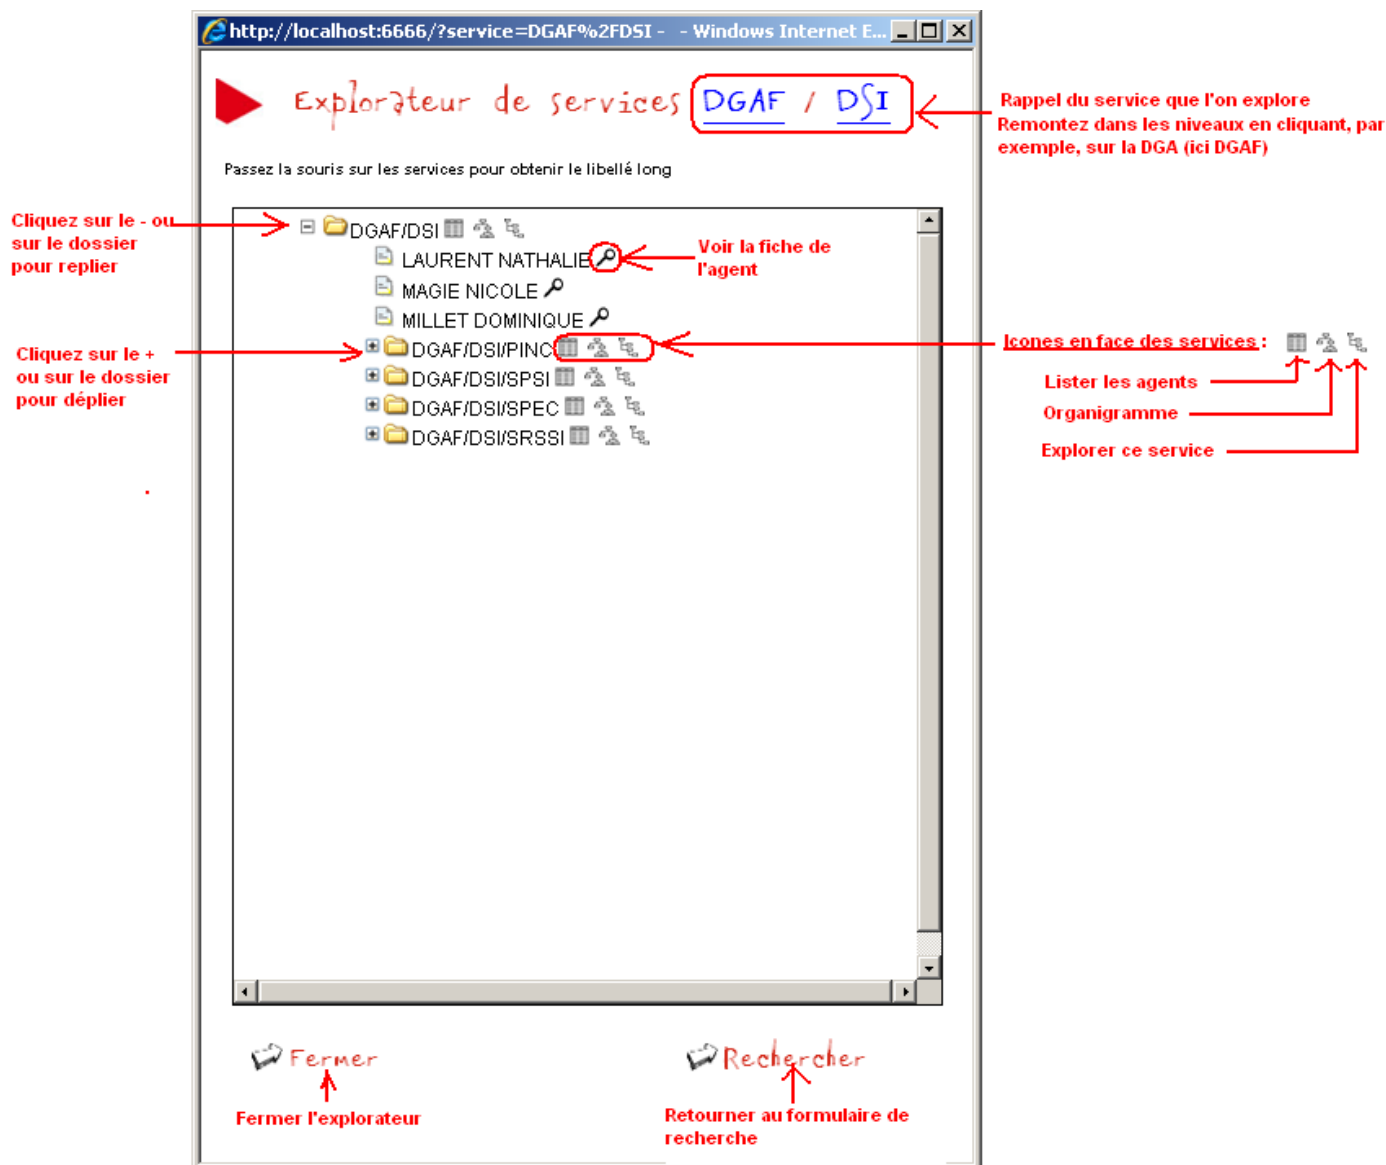 http://localhost:6666/?service=DGAF%2FDSI - - Windows Internet E...
Explorateur de services DGAF / DSI
Rappel du service que l'on explore
Remontez dans les niveaux en cliquant, par
exemple, sur la DGA (ici DGAF)
Passez la souris sur les services pour obtenir le libellé long
Cliquez sur le - ou
sur le dossier
pour replier
DGAF/DSI
LAURENT NATHALIE
Voir la fiche de
l'agent
MAGIE NICOLE
MILLET DOMINIQUE
Cliquez sur le +
ou sur le dossier
pour déplier
DGAF/DSI/PINC
DGAF/DSI/SPSI
DGAF/DSI/SPEC
DGAF/DSI/SRSSI
Icones en face des services :
Lister les agents
Organigramme
Explorer ce service
Fermer
Rechercher
Fermer l'explorateur
Retourner au formulaire de
recherche